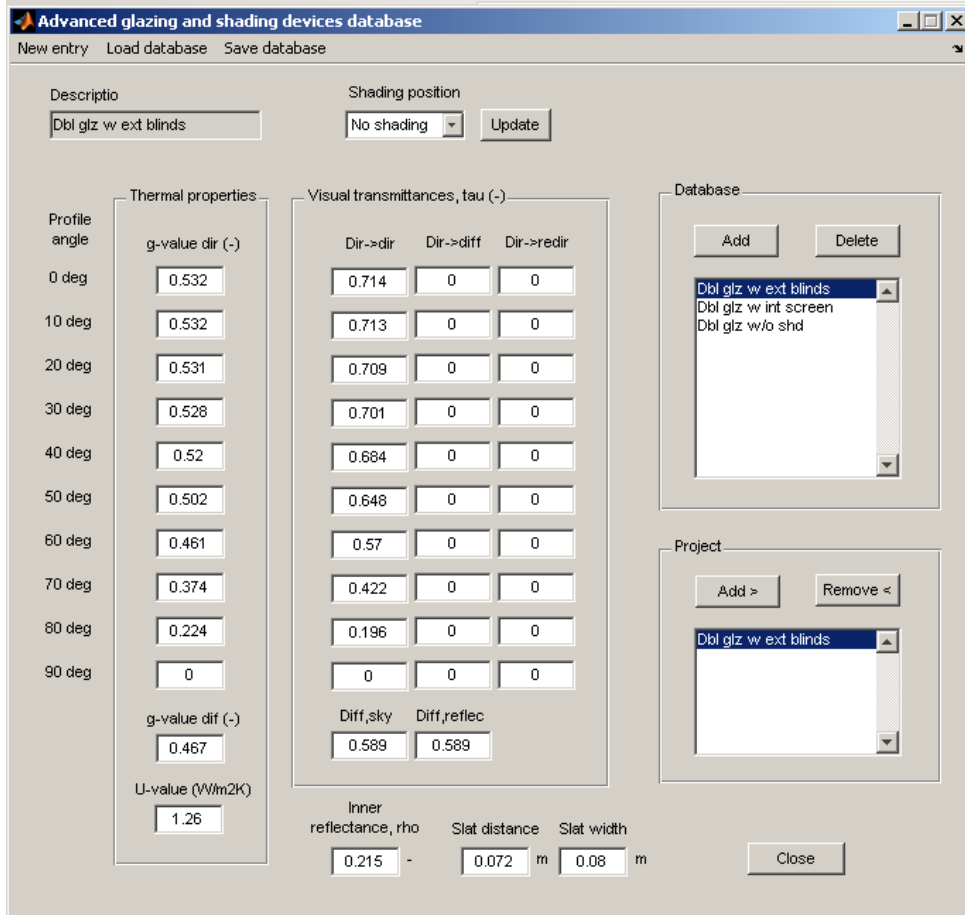 Advanced glazing and shading devices database
New entry Load database Save database
Descriptio
Shading position
Dbl glz w ext blinds
No shading
Update
Thermal properties
Visual transmittances, tau (-)
Database
Profile
angle
g-value dir (-)
Dir->dir Dir->diff Dir->redir
Add Delete
0 deg 0.532 0.714 0 0
10 deg 0.532 0.713 0 0
20 deg 0.531 0.709 0 0
30 deg 0.528 0.701 0 0
40 deg 0.52 0.684 0 0
50 deg 0.502 0.648 0 0
60 deg 0.461 0.57 0 0
70 deg 0.374 0.422 0 0
80 deg 0.224 0.196 0 0
90 deg 0 0 0 0
Dbl glz w ext blinds
Dbl glz w int screen
Dbl glz w/o shd
Project
Add > Remove <
Dbl glz w ext blinds
g-value dif (-)
0.467
Diff,sky Diff,reflec
0.589 0.589
U-value (W/m2K)
1.26
Inner
reflectance, rho
0.215 -
Slat distance Slat width
0.072 m 0.08 m
Close